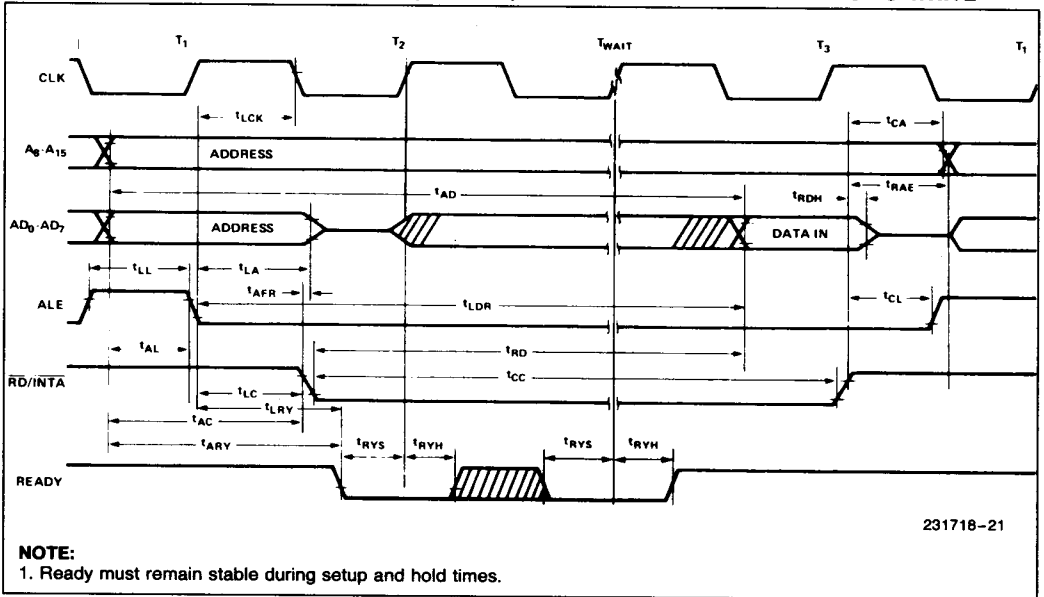 T1 T2 TWAIT T3 T1
CLK
tLCK tCA
A8-A15 ADDRESS
tAD tRDH tRAE
AD0-AD7 ADDRESS DATA IN
tLL tLA
tAFR
ALE tLDR tCL
tAL tRD
RD/INTA tCC
tLC
tLRY
tAC
tARY tRYS tRYH tRYS tRYH
READY
231718-21
NOTE:
1. Ready must remain stable during setup and hold times.